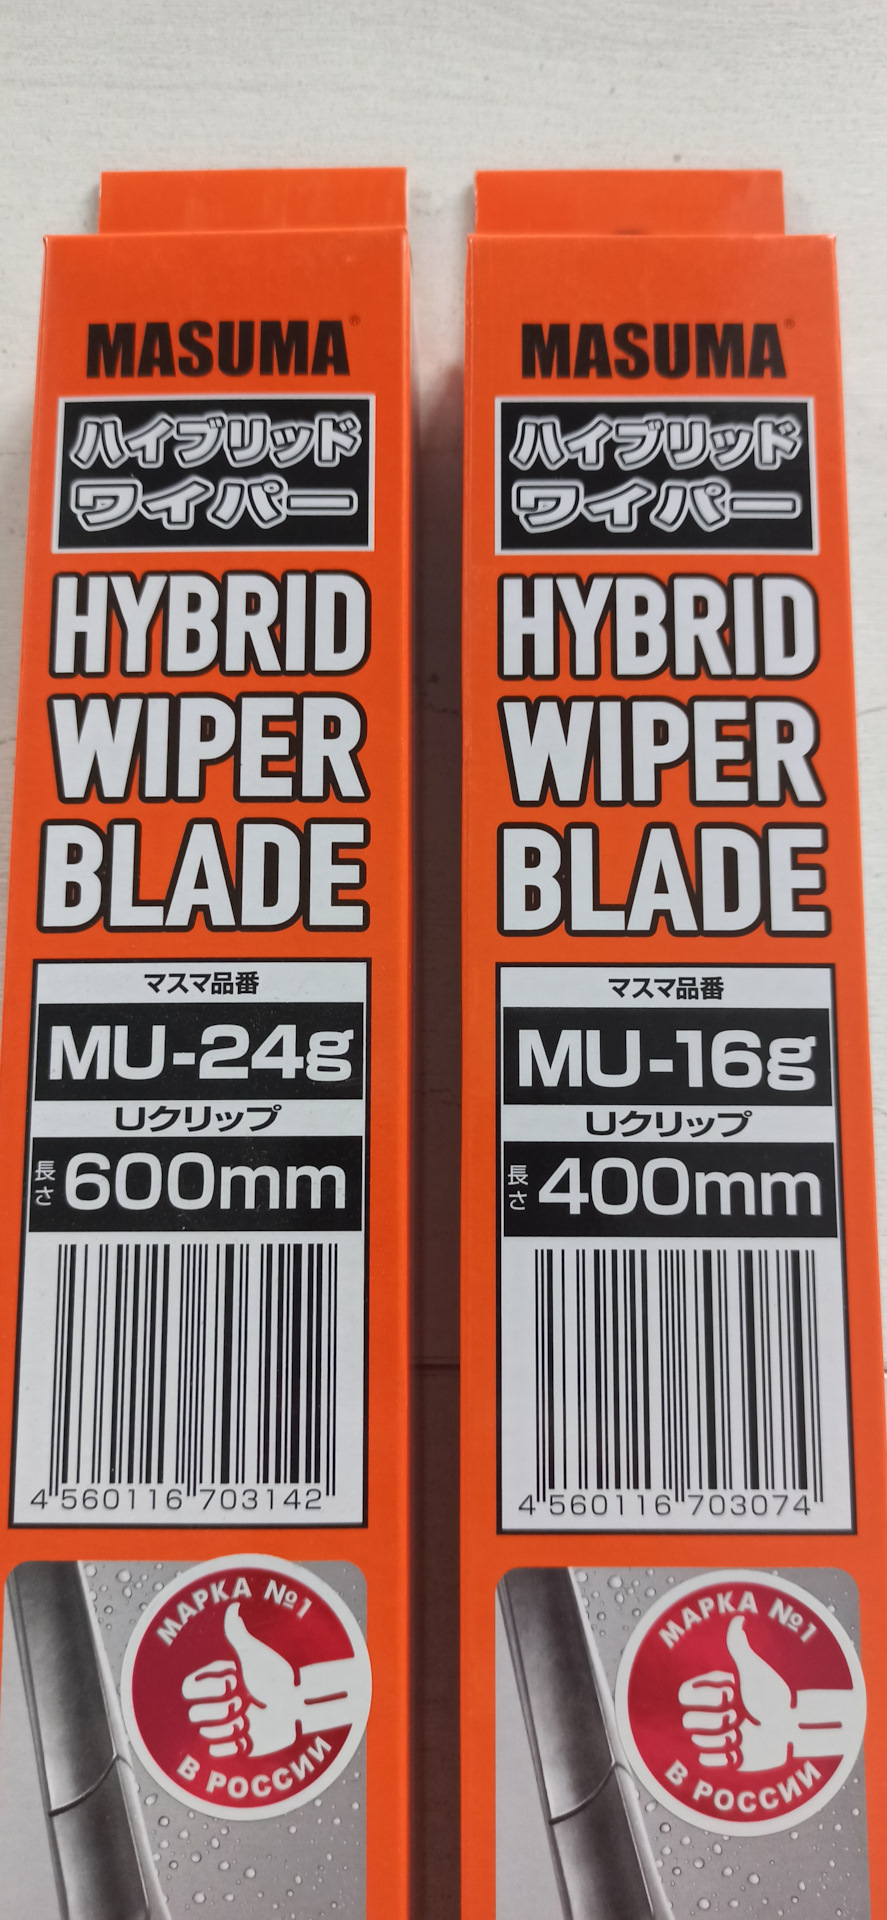 MASUMA®
ハイブリッド
ワイパー
HYBRID
WIPER
BLADE
マスマ品番
MU-24g
Uクリップ
長さ 600mm
4 560116 703142
МАРКА №1
В РОССИИ
MASUMA®
ハイブリッド
ワイパー
HYBRID
WIPER
BLADE
マスマ品番
MU-16g
Uクリップ
長さ 400mm
4 560116 703074
МАРКА №1
В РОССИИ